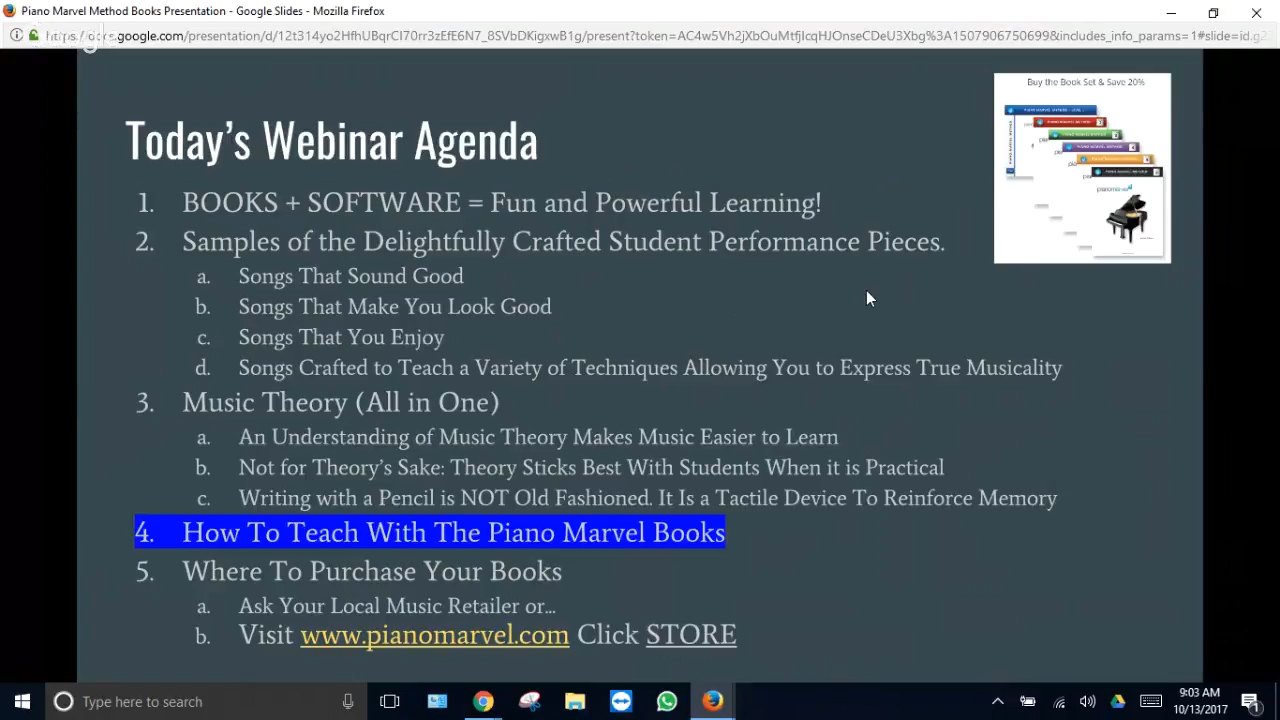 Piano Marvel Method Books Presentation - Google Slides - Mozilla Firefox
Buy the Book Set & Save 20%
Today's Webinar Agenda
1. BOOKS + SOFTWARE = Fun and Powerful Learning!
2. Samples of the Delightfully Crafted Student Performance Pieces.
a. Songs That Sound Good
b. Songs That Make You Look Good
c. Songs That You Enjoy
d. Songs Crafted to Teach a Variety of Techniques Allowing You to Express True Musicality
3. Music Theory (All in One)
a. An Understanding of Music Theory Makes Music Easier to Learn
b. Not for Theory's Sake: Theory Sticks Best With Students When it is Practical
c. Writing with a Pencil is NOT Old Fashioned. It Is a Tactile Device To Reinforce Memory
4. How To Teach With The Piano Marvel Books
5. Where To Purchase Your Books
a. Ask Your Local Music Retailer or...
b. Visit www.pianomarvel.com Click STORE
Type here to search
9:03 AM
10/13/2017